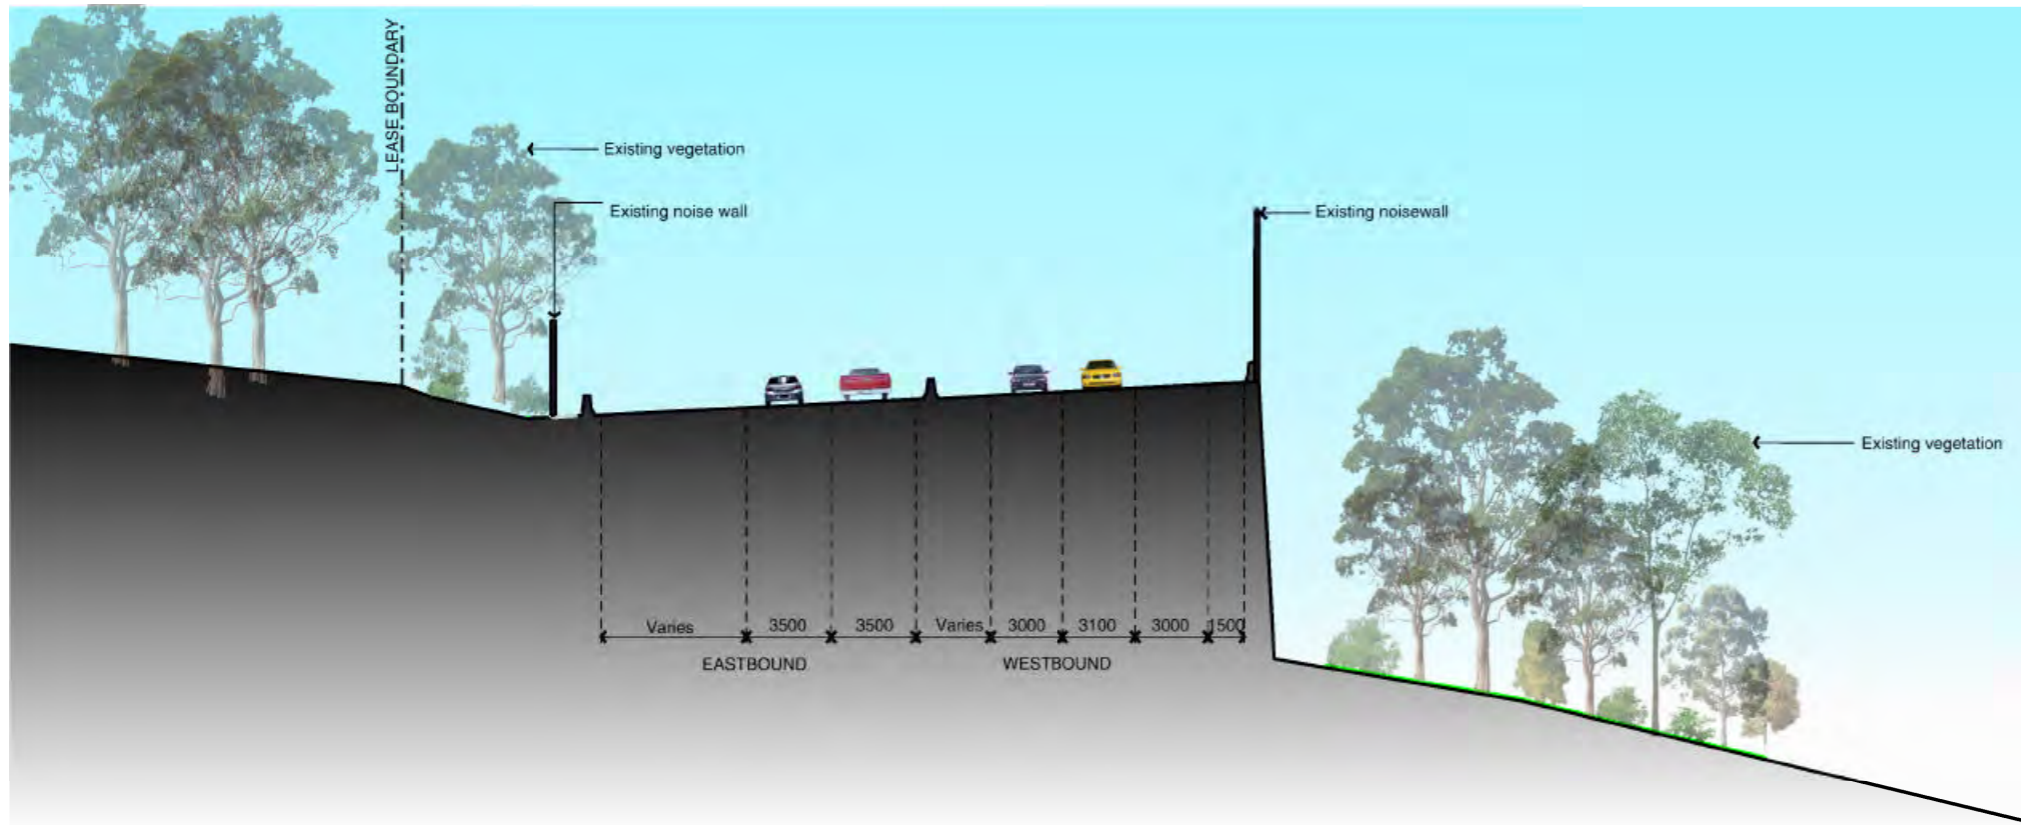 LEASE BOUNDARY
Existing vegetation
Existing noise wall
Existing noisewall
Existing vegetation
Varies 3500 3500 Varies 3000 3100 3000 1500
EASTBOUND WESTBOUND